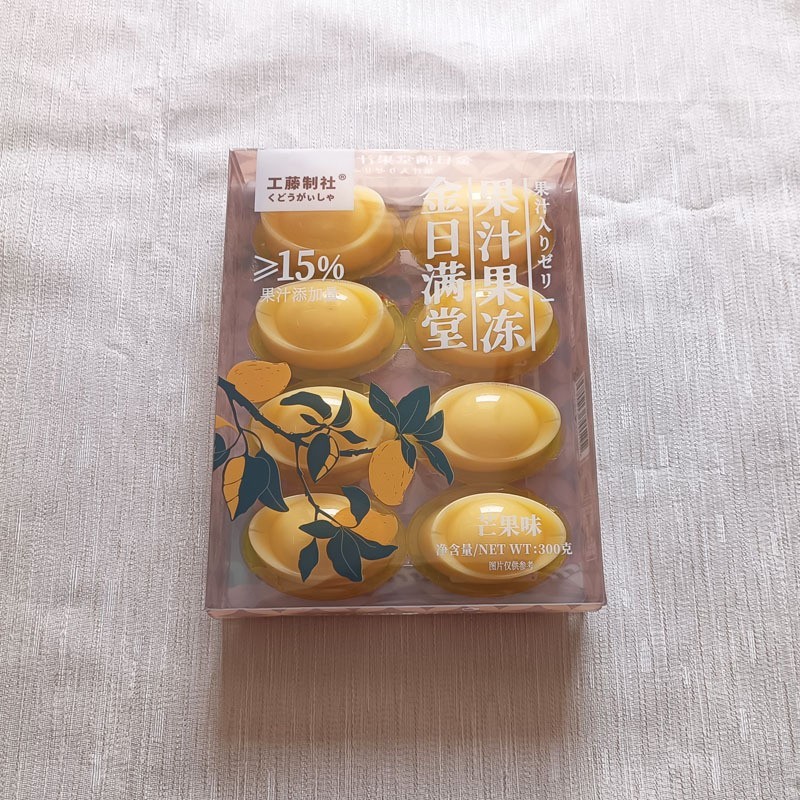 工藤制社®
くどうがぃしゃ
≥15%
果汁添加量
果汁入りゼリー
果汁果冻
金日满堂
芒果味
净含量/NET WT:300克
图片仅供参考